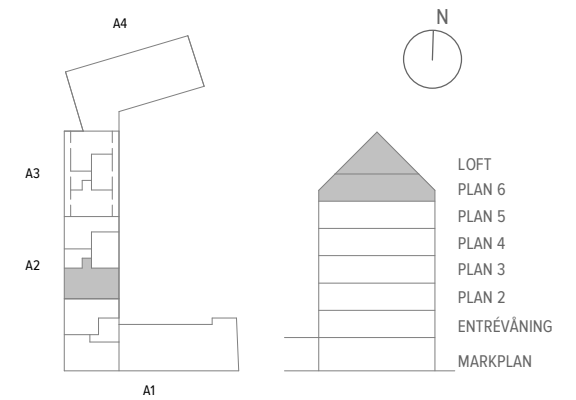 A4
N
A3
A2
A1
LOFT
PLAN 6
PLAN 5
PLAN 4
PLAN 3
PLAN 2
ENTRÉVÅNING
MARKPLAN